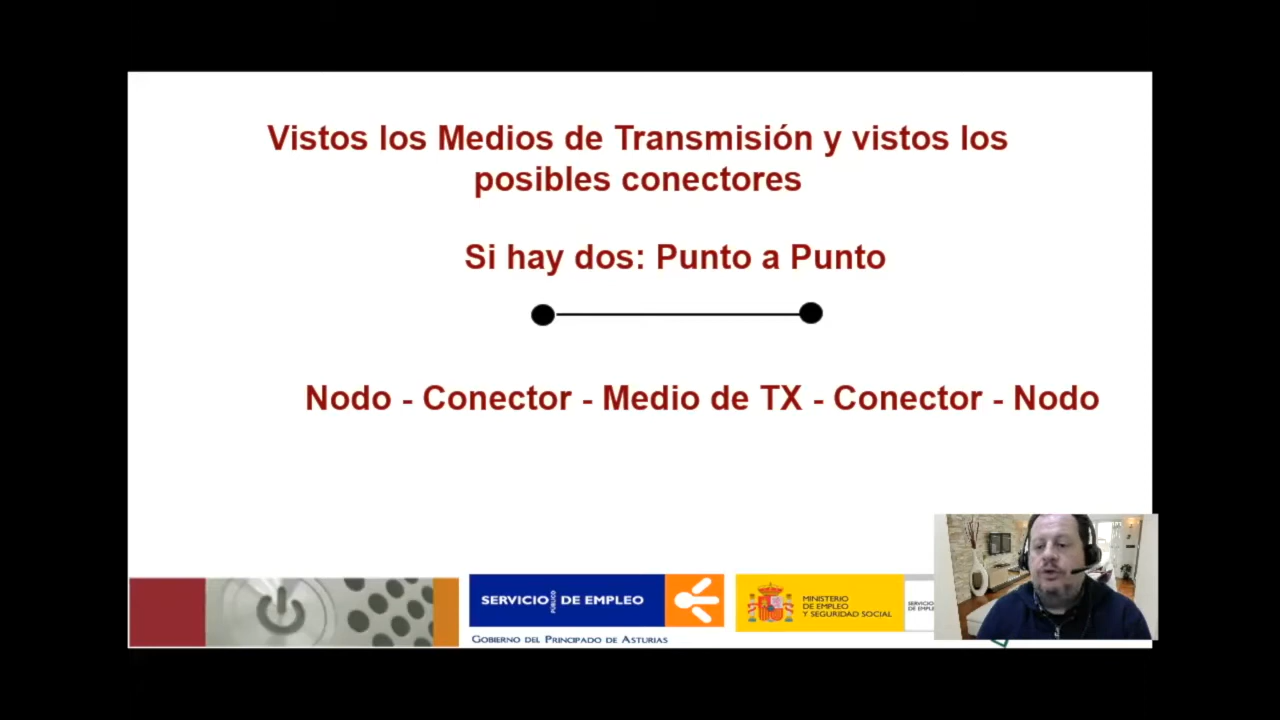 Vistos los Medios de Transmisión y vistos los
posibles conectores
Si hay dos: Punto a Punto
Nodo - Conector - Medio de TX - Conector - Nodo
SERVICIO PÚBLICO DE EMPLEO
GOBIERNO DEL PRINCIPADO DE ASTURIAS
MINISTERIO
DE EMPLEO
Y SEGURIDAD SOCIAL
SERVICIO